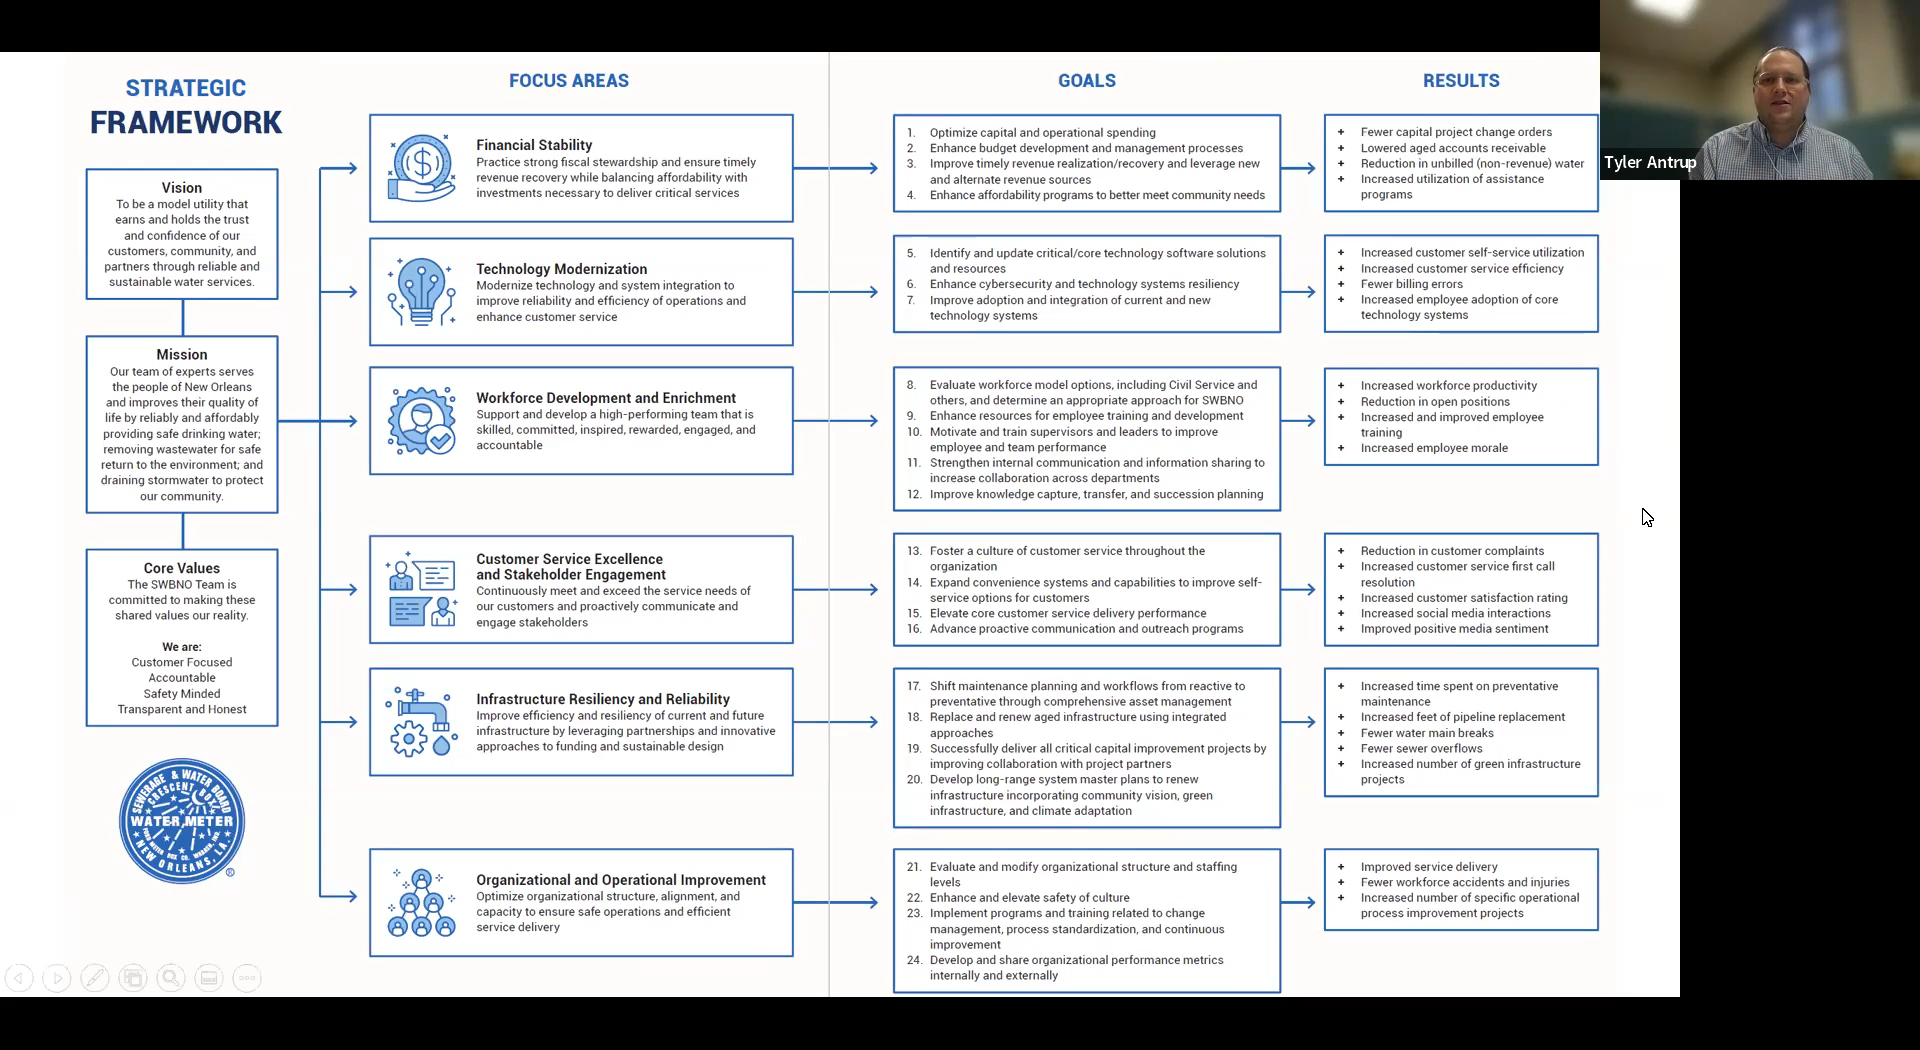 STRATEGIC
FRAMEWORK
Vision
To be a model utility that
earns and holds the trust
and confidence of our
customers, community, and
partners through reliable and
sustainable water services.
Mission
Our team of experts serves
the people of New Orleans
and improves their quality of
life by reliably and affordably
providing safe drinking water;
removing wastewater for safe
return to the environment; and
draining stormwater to protect
our community.
Core Values
The SWBNO Team is
committed to making these
shared values our reality.
We are:
Customer Focused
Accountable
Safety Minded
Transparent and Honest
SEWERAGE & WATER BOARD
CRESCENT BOX
WATER METER
NEW ORLEANS, LA.
®
FOCUS AREAS
Financial Stability
Practice strong fiscal stewardship and ensure timely
revenue recovery while balancing affordability with
investments necessary to deliver critical services
Technology Modernization
Modernize technology and system integration to
improve reliability and efficiency of operations and
enhance customer service
Workforce Development and Enrichment
Support and develop a high-performing team that is
skilled, committed, inspired, rewarded, engaged, and
accountable
Customer Service Excellence
and Stakeholder Engagement
Continuously meet and exceed the service needs of
our customers and proactively communicate and
engage stakeholders
Infrastructure Resiliency and Reliability
Improve efficiency and resiliency of current and future
infrastructure by leveraging partnerships and innovative
approaches to funding and sustainable design
Organizational and Operational Improvement
Optimize organizational structure, alignment, and
capacity to ensure safe operations and efficient
service delivery
GOALS
1. Optimize capital and operational spending
2. Enhance budget development and management processes
3. Improve timely revenue realization/recovery and leverage new
and alternate revenue sources
4. Enhance affordability programs to better meet community needs
5. Identify and update critical/core technology software solutions
and resources
6. Enhance cybersecurity and technology systems resiliency
7. Improve adoption and integration of current and new
technology systems
8. Evaluate workforce model options, including Civil Service and
others, and determine an appropriate approach for SWBNO
9. Enhance resources for employee training and development
10. Motivate and train supervisors and leaders to improve
employee and team performance
11. Strengthen internal communication and information sharing to
increase collaboration across departments
12. Improve knowledge capture, transfer, and succession planning
13. Foster a culture of customer service throughout the
organization
14. Expand convenience systems and capabilities to improve self-
service options for customers
15. Elevate core customer service delivery performance
16. Advance proactive communication and outreach programs
17. Shift maintenance planning and workflows from reactive to
preventative through comprehensive asset management
18. Replace and renew aged infrastructure using integrated
approaches
19. Successfully deliver all critical capital improvement projects by
improving collaboration with project partners
20. Develop long-range system master plans to renew
infrastructure incorporating community vision, green
infrastructure, and climate adaptation
21. Evaluate and modify organizational structure and staffing
levels
22. Enhance and elevate safety of culture
23. Implement programs and training related to change
management, process standardization, and continuous
improvement
24. Develop and share organizational performance metrics
internally and externally
RESULTS
+ Fewer capital project change orders
+ Lowered aged accounts receivable
+ Reduction in unbilled (non-revenue) water
+ Increased utilization of assistance
programs
+ Increased customer self-service utilization
+ Increased customer service efficiency
+ Fewer billing errors
+ Increased employee adoption of core
technology systems
+ Increased workforce productivity
+ Reduction in open positions
+ Increased and improved employee
training
+ Increased employee morale
+ Reduction in customer complaints
+ Increased customer service first call
resolution
+ Increased customer satisfaction rating
+ Increased social media interactions
+ Improved positive media sentiment
+ Increased time spent on preventative
maintenance
+ Increased feet of pipeline replacement
+ Fewer water main breaks
+ Fewer sewer overflows
+ Increased number of green infrastructure
projects
+ Improved service delivery
+ Fewer workforce accidents and injuries
+ Increased number of specific operational
process improvement projects
Tyler Antrup